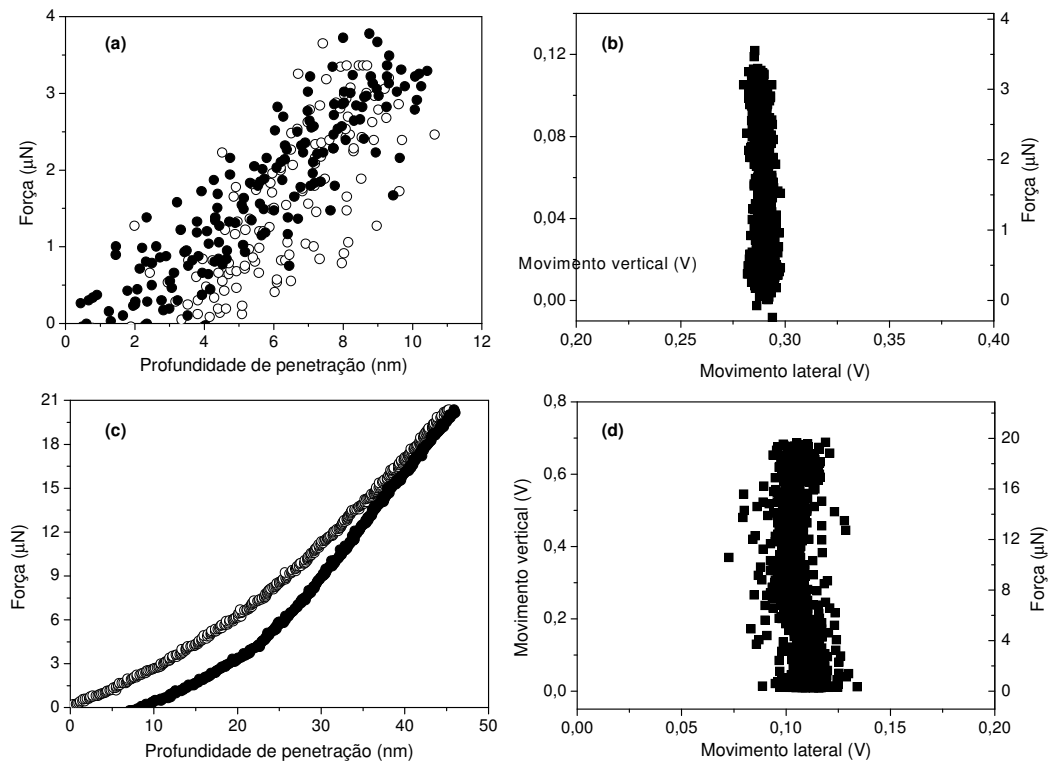 (a)
4
3
2
1
0
Força (µN)
0 2 4 6 8 10 12
Profundidade de penetração (nm)
(b)
0,12
0,08
0,04
0,00
Movimento vertical (V)
4
3
2
1
0
Força (µN)
0,20 0,25 0,30 0,35 0,40
Movimento lateral (V)
(c)
21
18
15
12
9
6
3
0
Força (µN)
0 10 20 30 40 50
Profundidade de penetração (nm)
(d)
0,8
0,6
0,4
0,2
0,0
Movimento vertical (V)
20
16
12
8
4
0
Força (µN)
0,00 0,05 0,10 0,15 0,20
Movimento lateral (V)